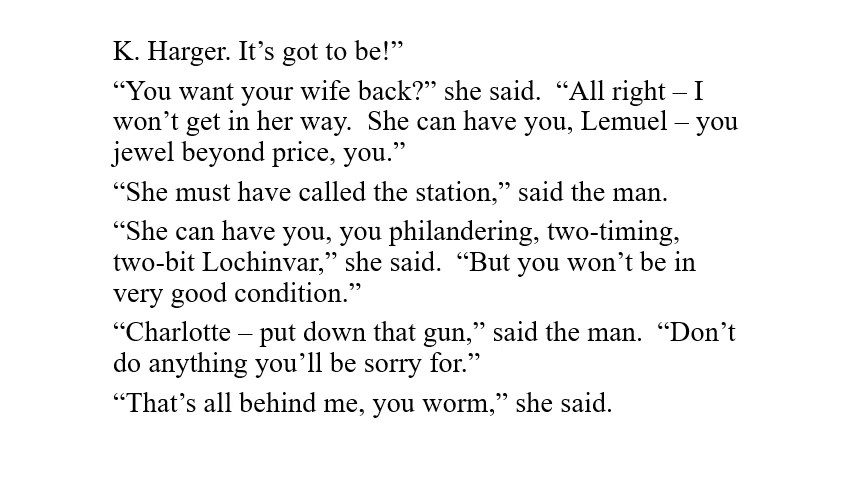 K. Harger. It’s got to be!”
“You want your wife back?” she said.  “All right – I
won’t get in her way.  She can have you, Lemuel – you
jewel beyond price, you.”
“She must have called the station,” said the man.
“She can have you, you philandering, two-timing,
two-bit Lochinvar,” she said.  “But you won’t be in
very good condition.”
“Charlotte – put down that gun,” said the man.  “Don’t
do anything you’ll be sorry for.”
“That’s all behind me, you worm,” she said.